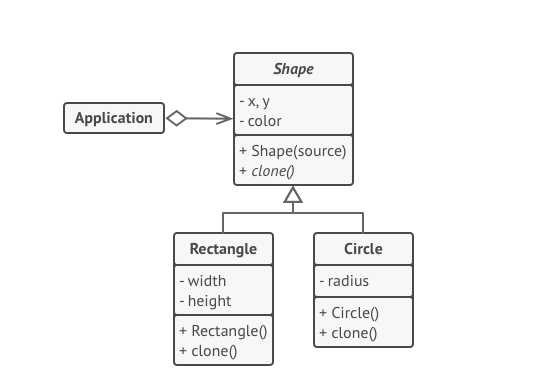 Shape
- x, y
- color
+ Shape(source)
+ clone()
Application
Rectangle
- width
- height
+ Rectangle()
+ clone()
Circle
- radius
+ Circle()
+ clone()